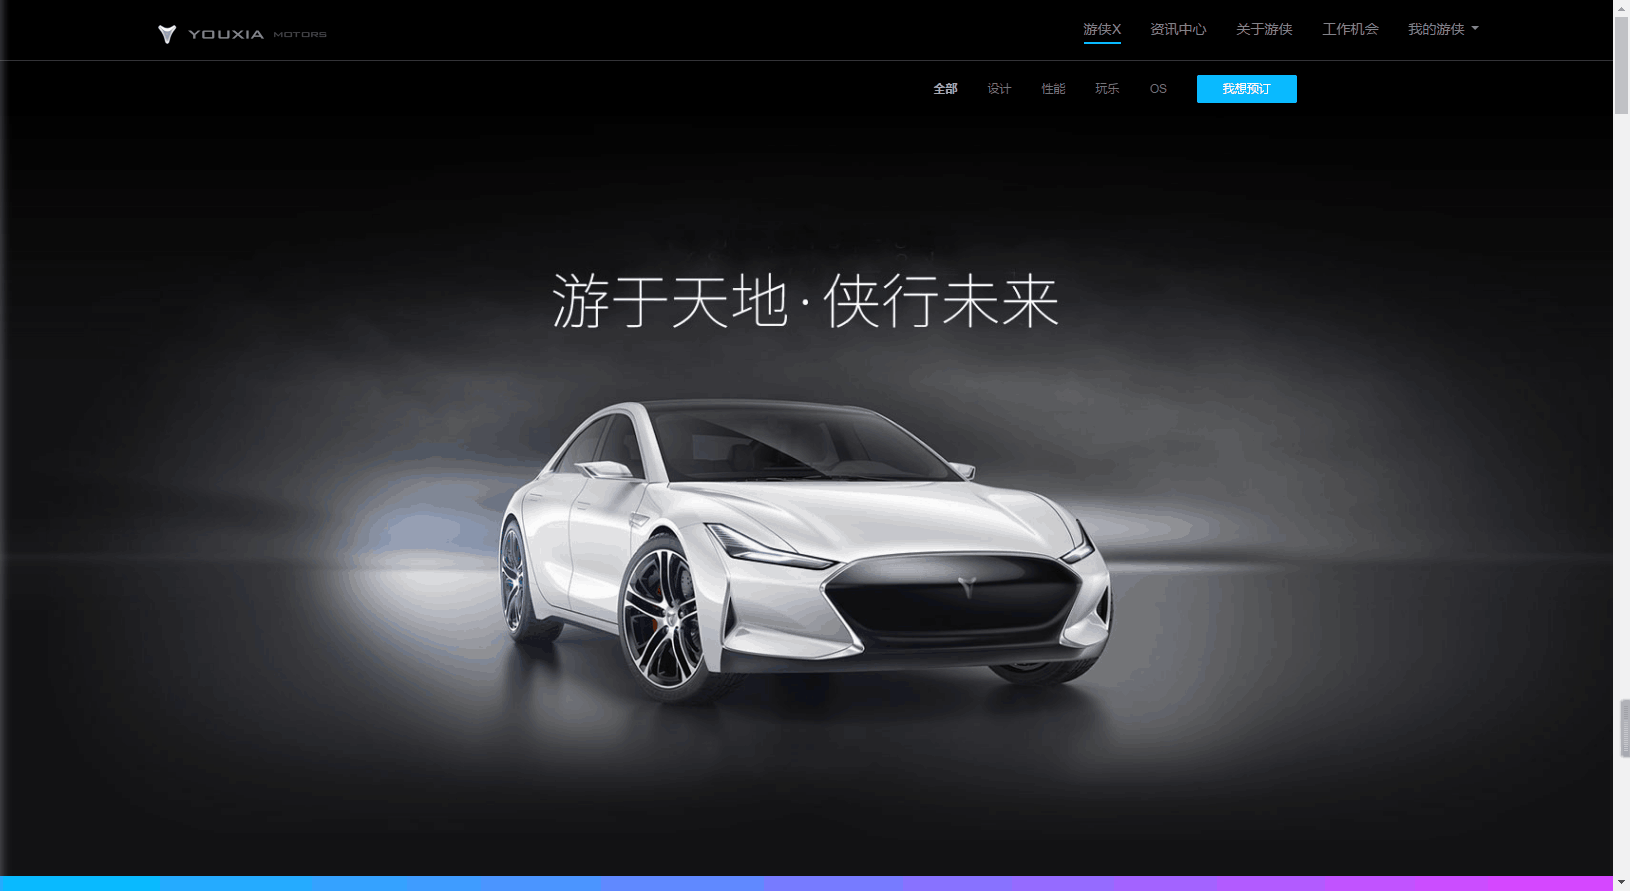 YOUXIA MOTORS
游侠X 资讯中心 关于游侠 工作机会 我的游侠
全部 设计 性能 玩乐 OS 我想预订
游于天地·侠行未来